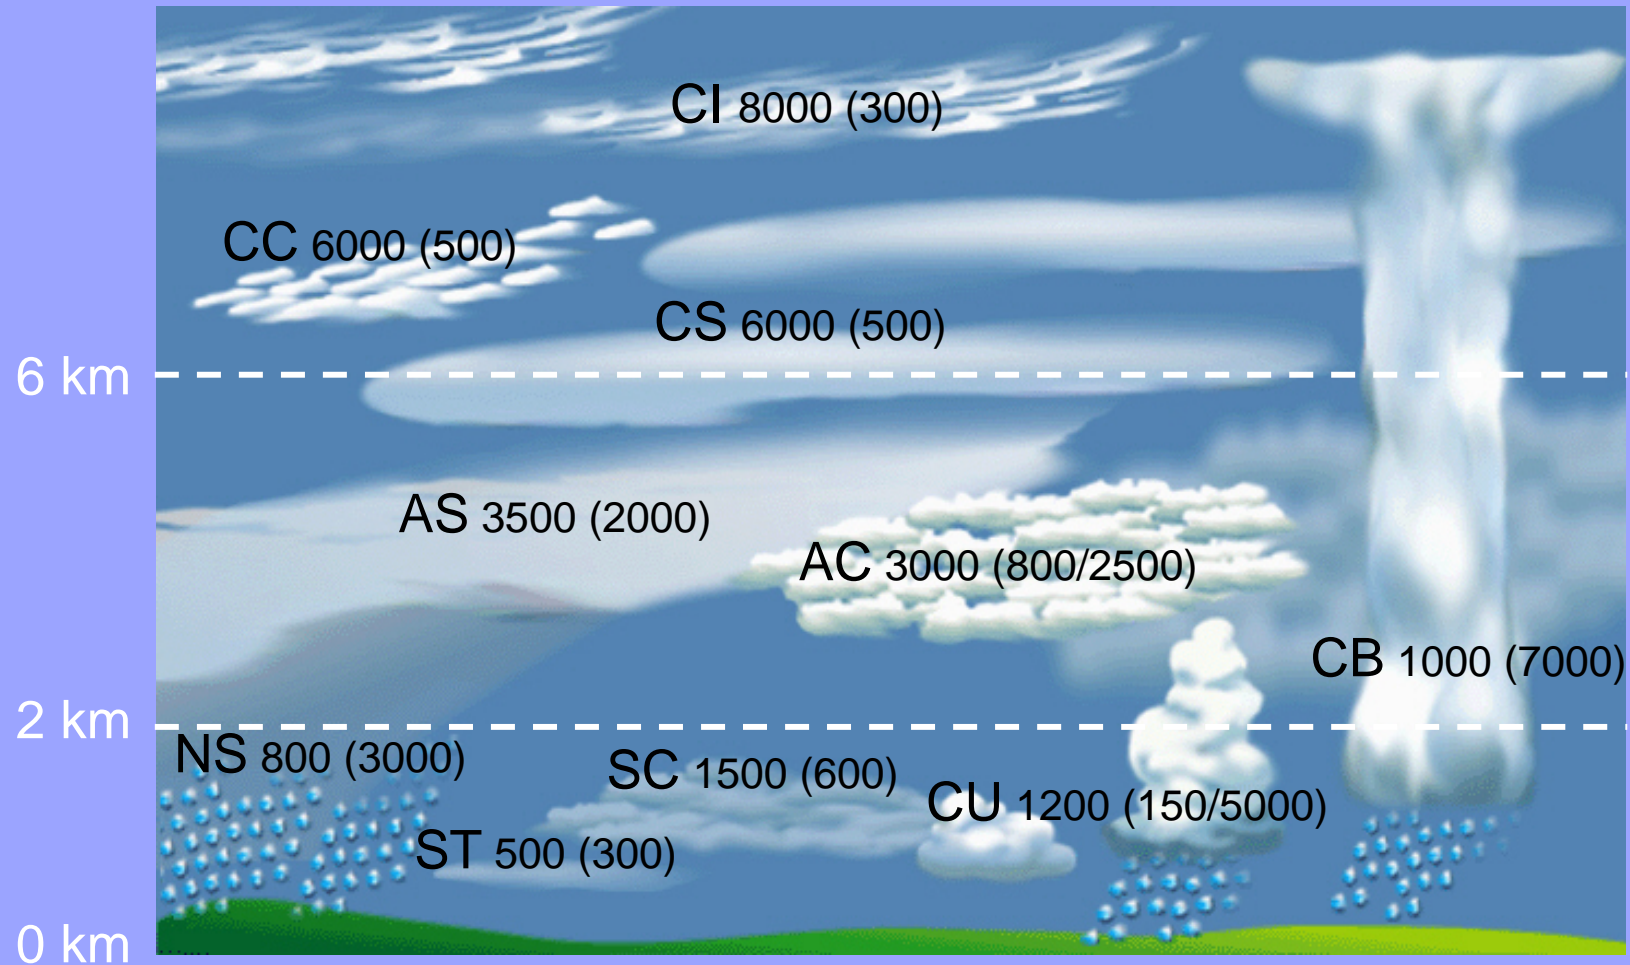 CI 8000 (300)
CC 6000 (500)
CS 6000 (500)
6 km
AS 3500 (2000)
AC 3000 (800/2500)
CB 1000 (7000)
2 km
NS 800 (3000)
SC 1500 (600)
CU 1200 (150/5000)
ST 500 (300)
0 km